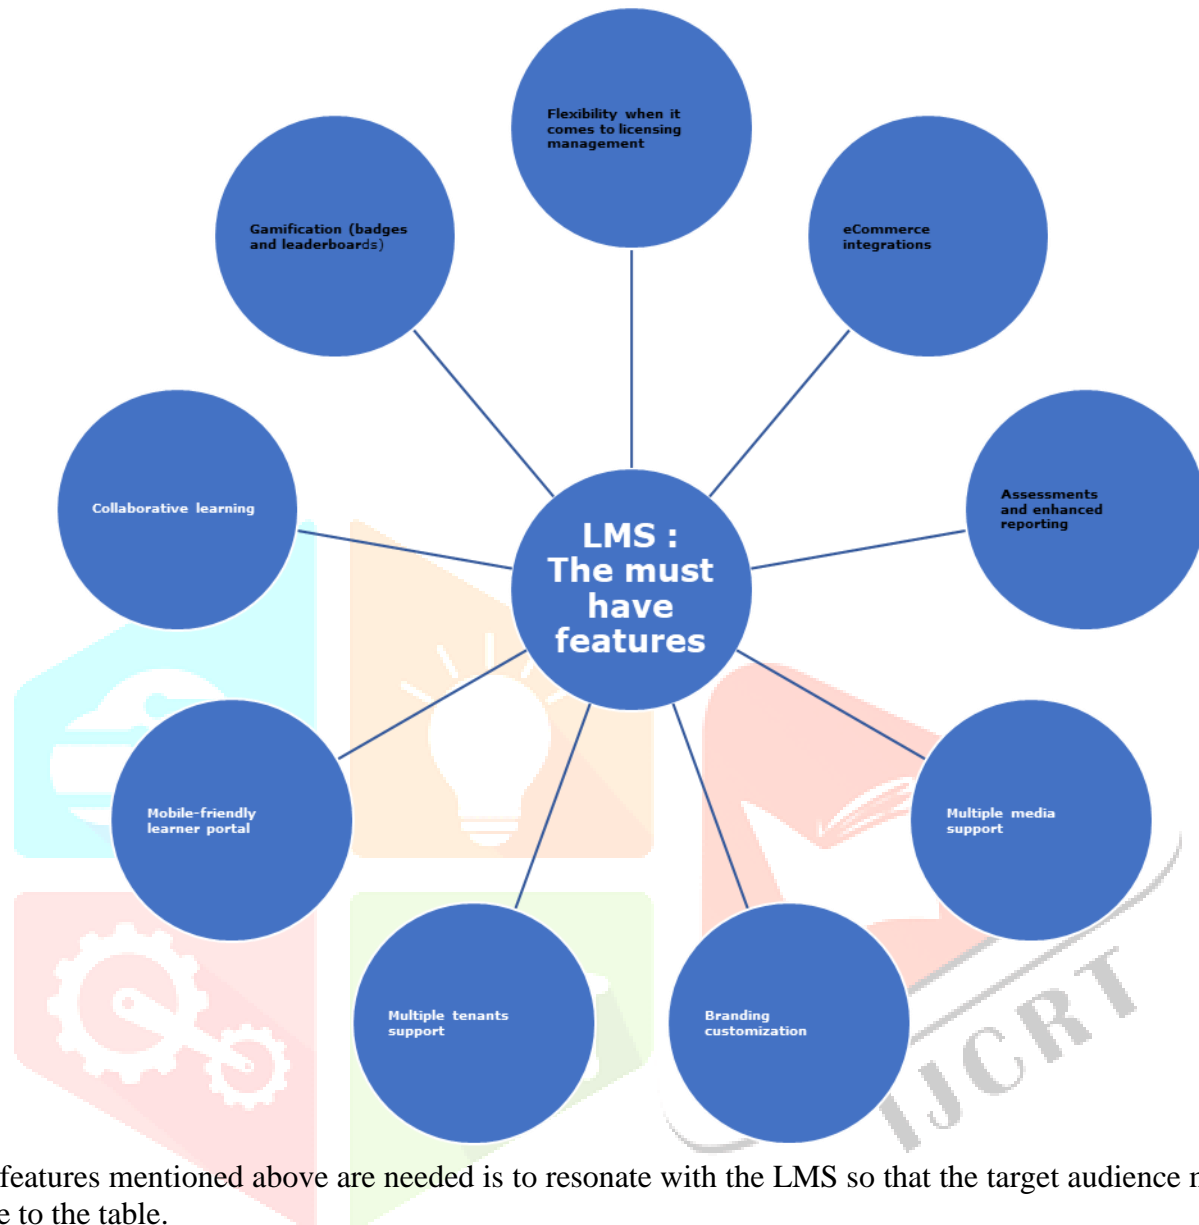 Flexibility when it
comes to licensing
management
eCommerce
integrations
Assessments
and enhanced
reporting
Multiple media
support
Branding
customization
Multiple tenants
support
Mobile-friendly
learner portal
Collaborative learning
Gamification (badges
and leaderboards)
LMS :
The must
have
features
IJCRT
features mentioned above are needed is to resonate with the LMS so that the target audience
to the table.